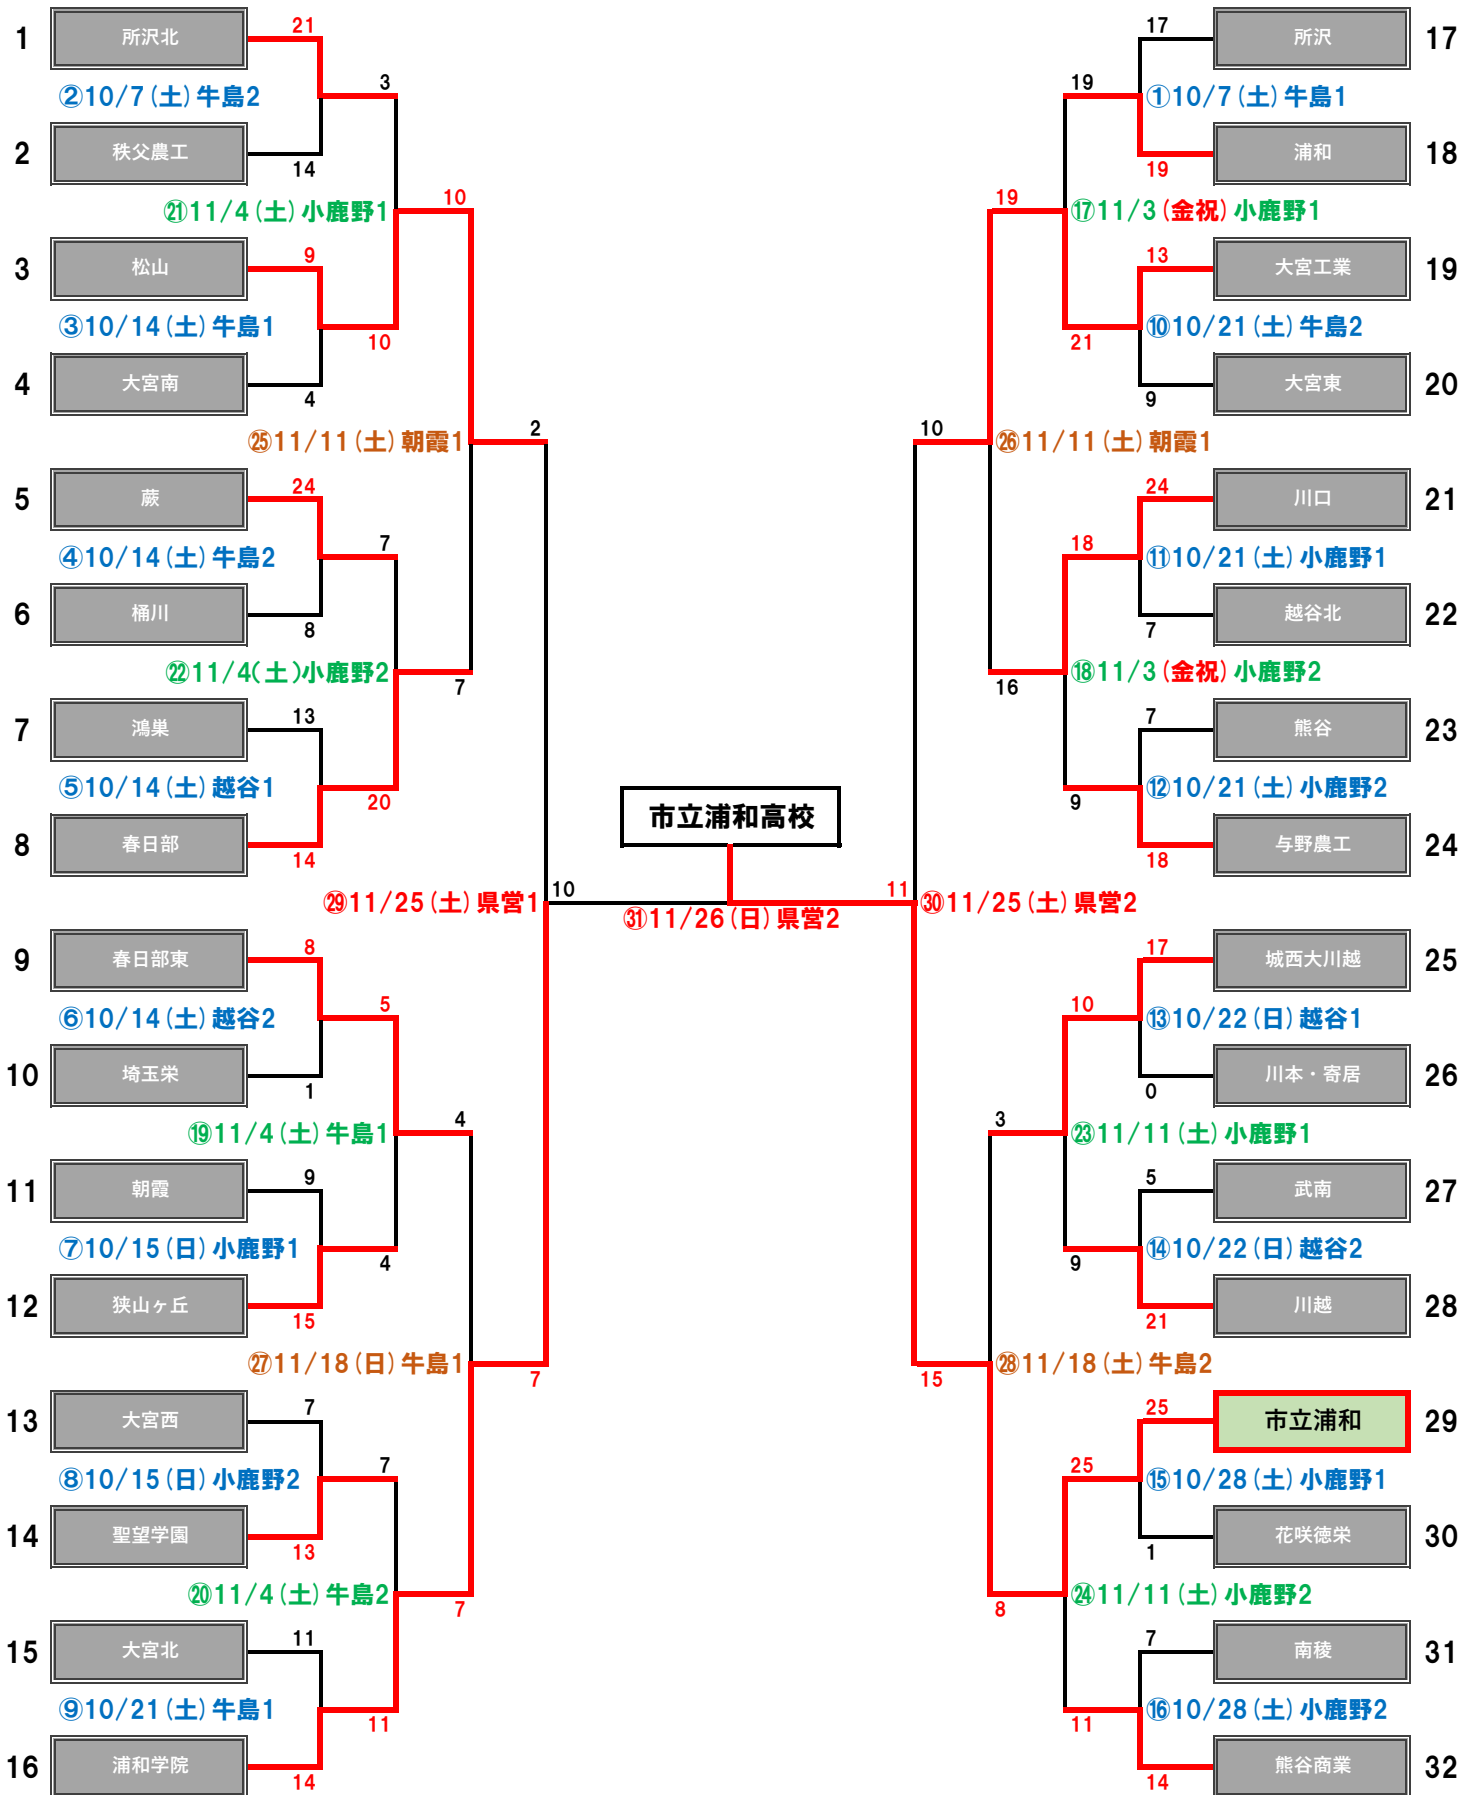 1 所沢北 21
②10/7(土)牛島2
3
2 秩父農工 14
㉑11/4(土)小鹿野1
10
3 松山 9
③10/14(土)牛島1
10
4 大宮南 4
㉕11/11(土)朝霞1
2
5 蕨 24
④10/14(土)牛島2
7
6 桶川 8
㉒11/4(土)小鹿野2
7
7 鴻巣 13
⑤10/14(土)越谷1
20
8 春日部 14
㉙11/25(土)県営1
10
9 春日部東 8
⑥10/14(土)越谷2
5
10 埼玉栄 1
⑲11/4(土)牛島1
4
11 朝霞 9
⑦10/15(日)小鹿野1
4
12 狭山ヶ丘 15
㉗11/18(日)牛島1
7
13 大宮西 7
⑧10/15(日)小鹿野2
7
14 聖望学園 13
⑳11/4(土)牛島2
7
15 大宮北 11
⑨10/21(土)牛島1
11
16 浦和学院 14
市立浦和高校
㉛11/26(日)県営2
17 所沢 17
19
①10/7(土)牛島1
19 浦和 18
19
⑰11/3(金祝)小鹿野1
13 大宮工業 19
21
⑩10/21(土)牛島2
9 大宮東 20
10
㉖11/11(土)朝霞1
24 川口 21
18
⑪10/21(土)小鹿野1
7 越谷北 22
16
⑱11/3(金祝)小鹿野2
7 熊谷 23
9
⑫10/21(土)小鹿野2
18 与野農工 24
11
㉚11/25(土)県営2
17 城西大川越 25
10
⑬10/22(日)越谷1
0 川本・寄居 26
3
㉓11/11(土)小鹿野1
5 武南 27
9
⑭10/22(日)越谷2
21 川越 28
15
㉘11/18(土)牛島2
25 市立浦和 29
25
⑮10/28(土)小鹿野1
1 花咲徳栄 30
8
㉔11/11(土)小鹿野2
7 南稜 31
11
⑯10/28(土)小鹿野2
14 熊谷商業 32